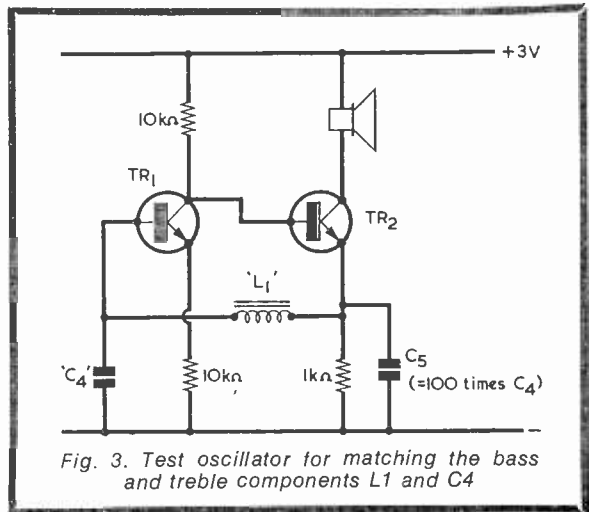 +3V
10kΩ
TR1
TR2
'L1'
'C4'
10kΩ
1kΩ
C5
(=100 times C4)
-
Fig. 3. Test oscillator for matching the bass
and treble components L1 and C4